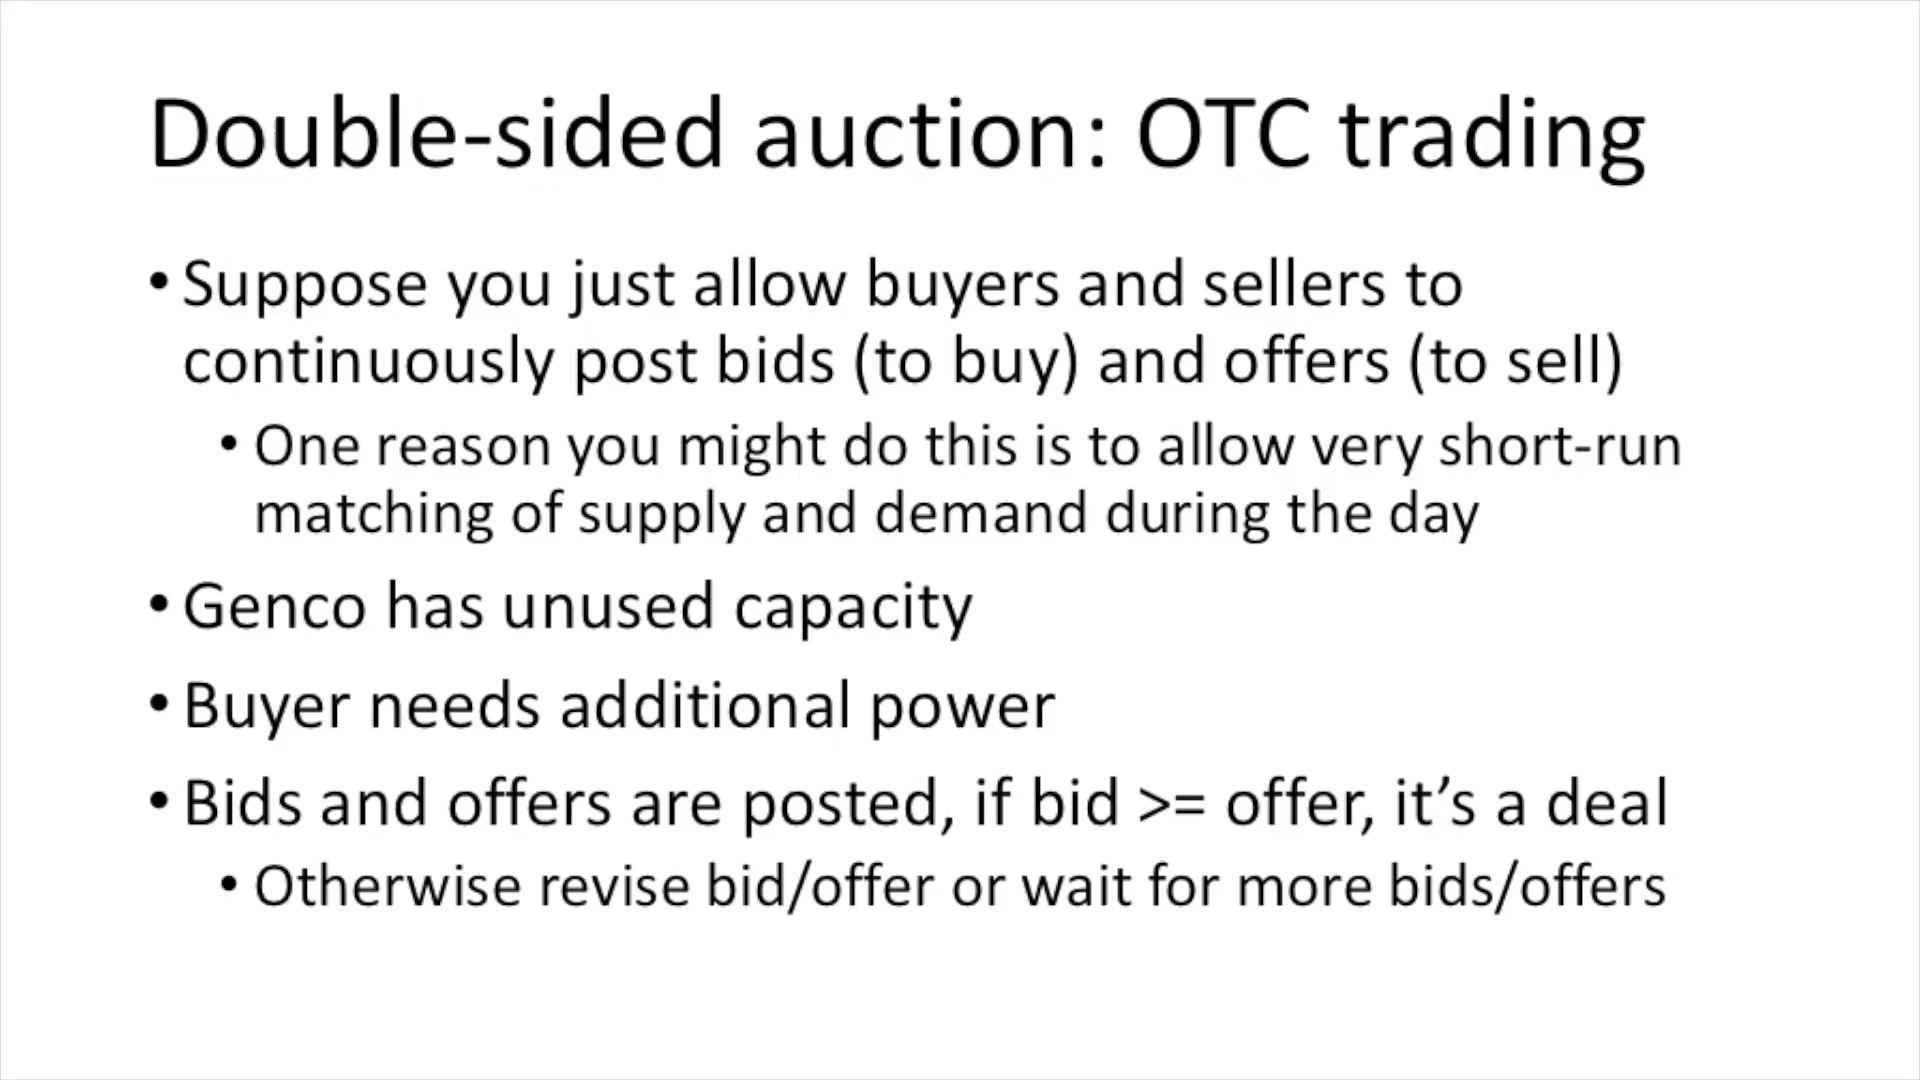 Double-sided auction: OTC trading
• Suppose you just allow buyers and sellers to
continuously post bids (to buy) and offers (to sell)
• One reason you might do this is to allow very short-run
matching of supply and demand during the day
• Genco has unused capacity
• Buyer needs additional power
• Bids and offers are posted, if bid >= offer, it’s a deal
• Otherwise revise bid/offer or wait for more bids/offers